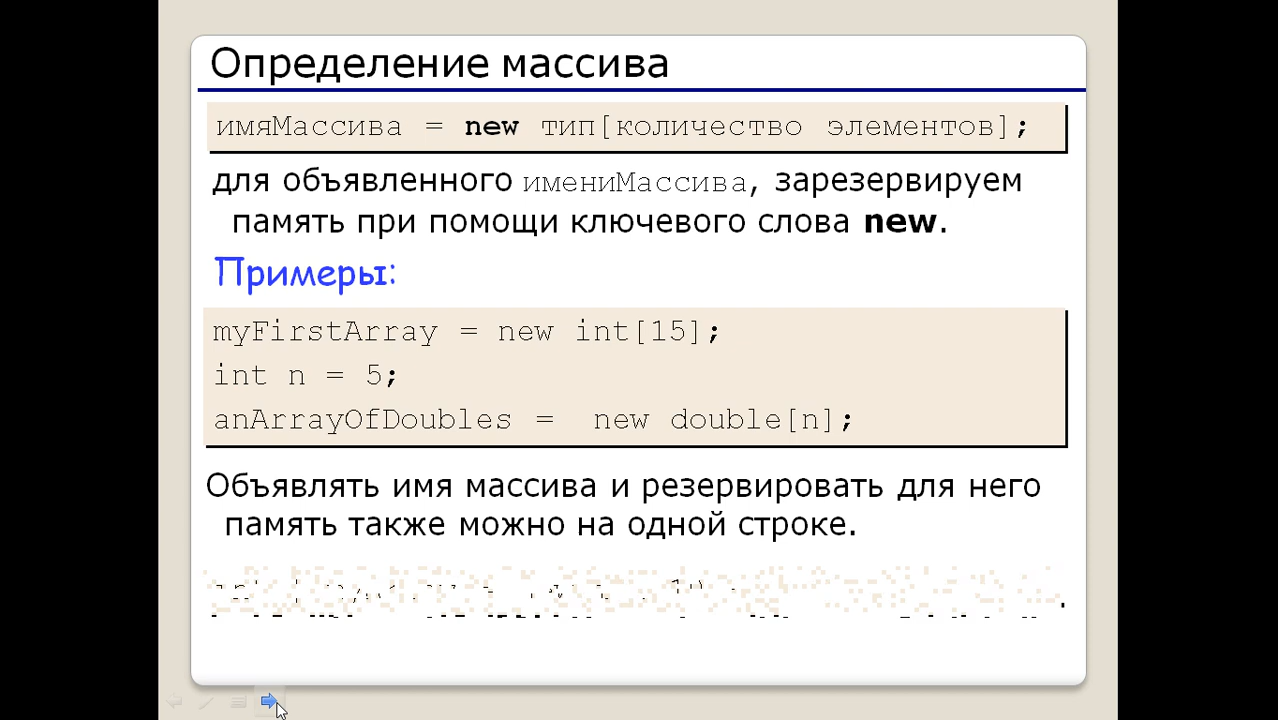 Определение массива
имяМассива = new тип[количество элементов];
для объявленного имениМассива, зарезервируем
память при помощи ключевого слова new.
Примеры:
myFirstArray = new int[15];
int n = 5;
anArrayOfDoubles =  new double[n];
Объявлять имя массива и резервировать для него
память также можно на одной строке.